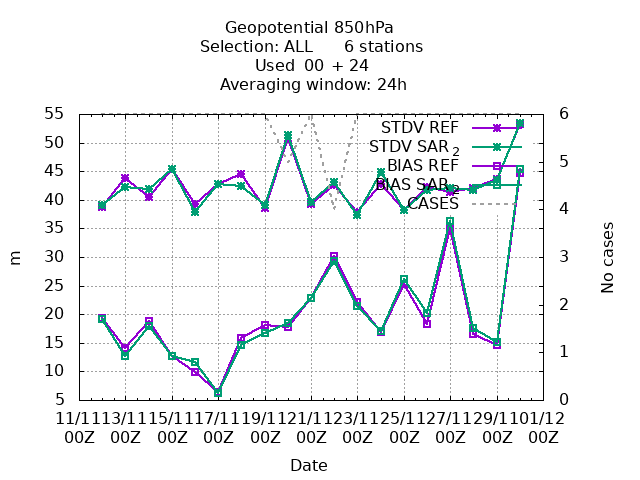 Geopotential 850hPa
Selection: ALL 6 stations
Used 00 + 24
Averaging window: 24h
55
50
45
40
35
30
25
20
15
10
5
m
6
5
4
3
2
1
0
No cases
STDV REF
STDV SAR 2
BIAS REF
BIAS SAR 2
CASES
11/11 13/11 15/11 17/11 19/11 21/11 23/11 25/11 27/11 29/11 01/12
00Z 00Z 00Z 00Z 00Z 00Z 00Z 00Z 00Z 00Z 00Z
Date